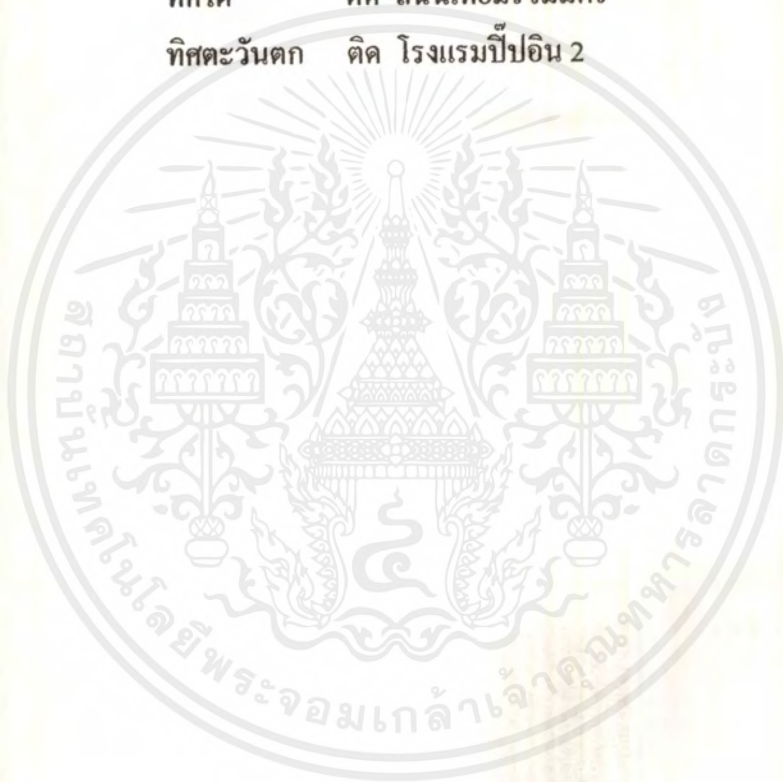 ทิศตะวันตก ติด โรงแรมปี๊ปอิน 2
สถาบันเทคโนโลยีพระจอมเกล้าเจ้าคุณทหารลาดกระบัง